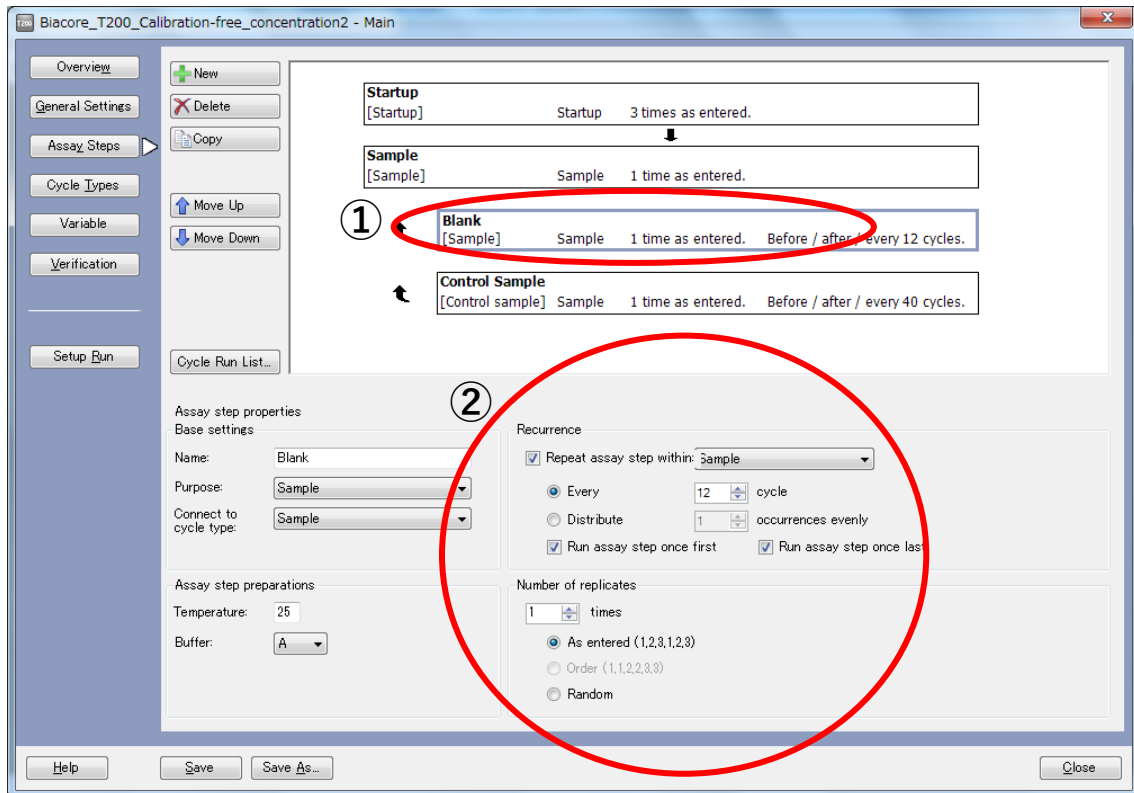 T200 Biacore_T200_Calibration-free_concentration2 - Main
Overview
General Settings
Assay Steps
Cycle Types
Variable
Verification
Setup Run
New
Delete
Copy
Move Up
Move Down
Cycle Run List...
Startup
[Startup] Startup 3 times as entered.
Sample
[Sample] Sample 1 time as entered.
①
Blank
[Sample] Sample 1 time as entered. Before / after / every 12 cycles.
Control Sample
[Control sample] Sample 1 time as entered. Before / after / every 40 cycles.
②
Assay step properties
Base settings
Name: Blank
Purpose: Sample
Connect to
cycle type: Sample
Assay step preparations
Temperature: 25
Buffer: A
Recurrence
Repeat assay step within: Sample
Every 12 cycle
Distribute 1 occurrences evenly
Run assay step once first Run assay step once last
Number of replicates
1 times
As entered (1,2,3,1,2,3)
Order (1,1,2,2,3,3)
Random
Help Save Save As... Close